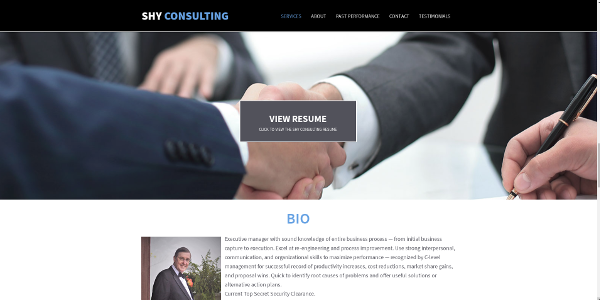 SHY CONSULTING
SERVICES ABOUT PAST PERFORMANCE CONTACT TESTIMONIALS
VIEW RESUME
CLICK TO VIEW THE SHY CONSULTING RESUME
BIO
Executive manager with sound knowledge of entire business process — from initial business
capture to execution. Excel at re-engineering and process improvement. Use strong interpersonal,
communication, and organizational skills to maximize performance — recognized by C-level
management for successful record of productivity increases, cost reductions, market share gains,
and proposal wins. Quick to identify root causes of problems and offer useful solutions or
alternative action plans.
Current Top Secret Security Clearance.